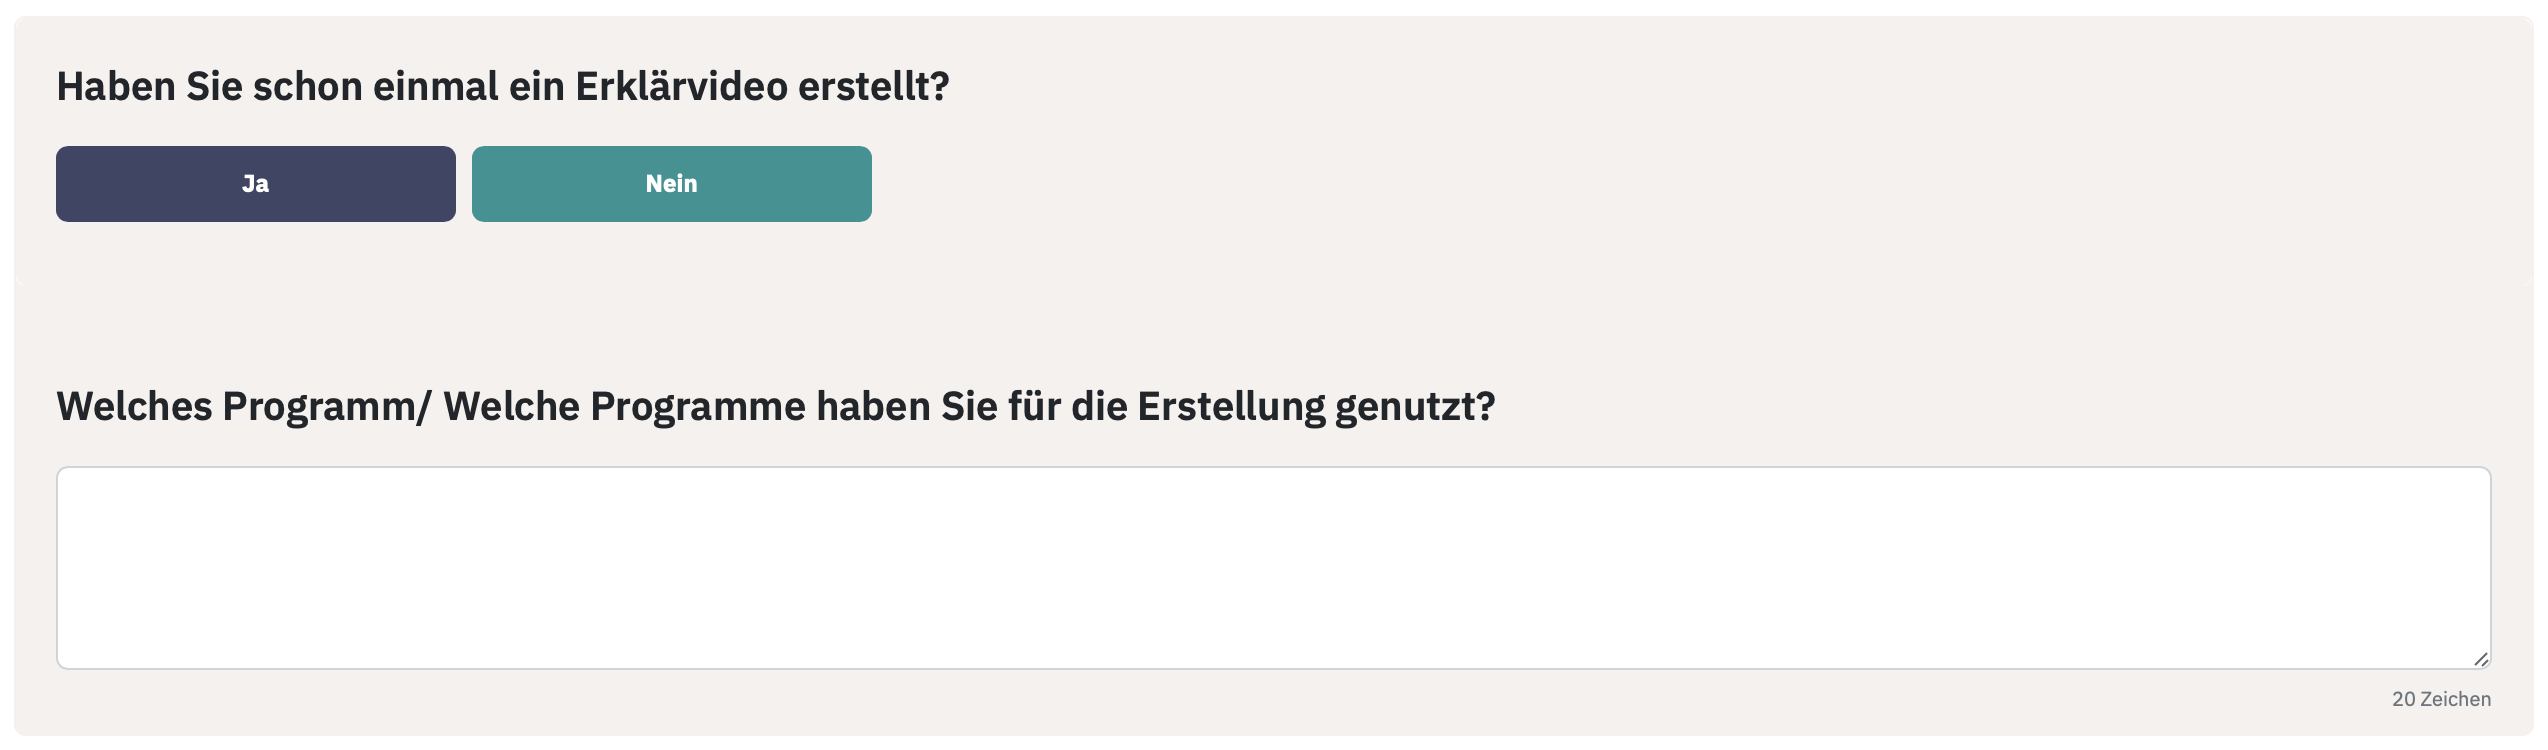 Haben Sie schon einmal ein Erklärvideo erstellt?
Ja
Nein
Welches Programm/ Welche Programme haben Sie für die Erstellung genutzt?
20 Zeichen